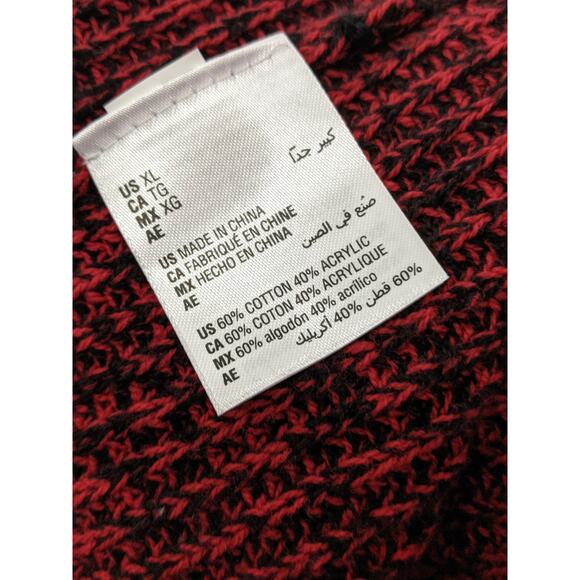 US XL
CA TG
MX XG
AE كبير جدًا
US MADE IN CHINA
CA FABRIQUÉ EN CHINE
MX HECHO EN CHINA
AE صُنع في الصين
US 60% COTTON 40% ACRYLIC
CA 60% COTON 40% ACRYLIQUE
MX 60% algodón 40% acrílico
AE 60% قطن 40% أكريليك